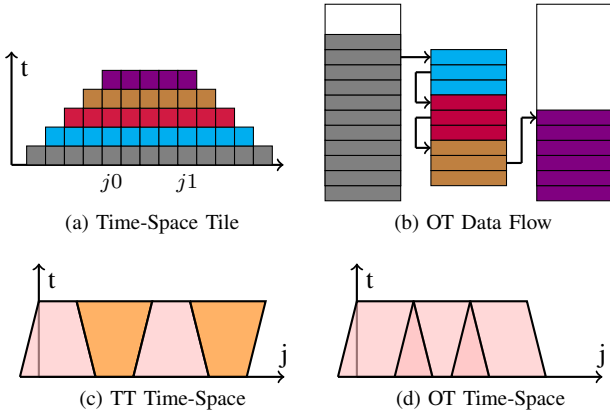 t
j0 j1
(a) Time-Space Tile
(b) OT Data Flow
t
j
(c) TT Time-Space
t
j
(d) OT Time-Space